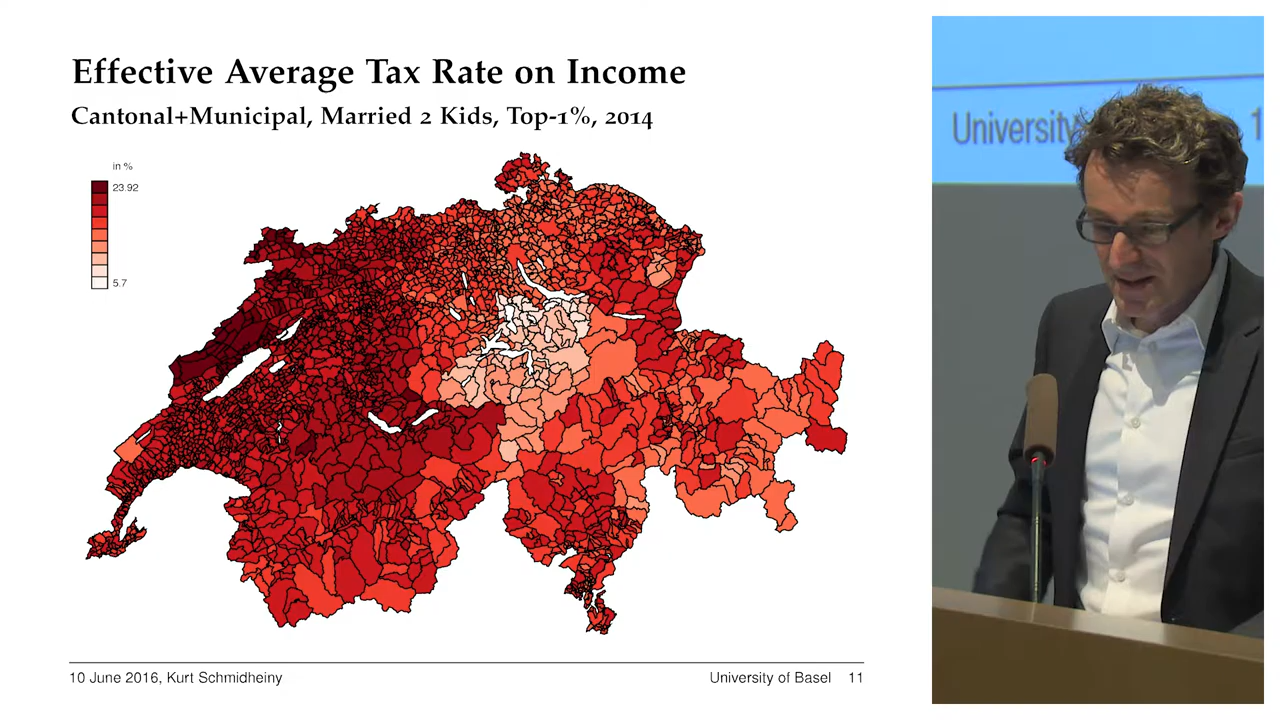 Effective Average Tax Rate on Income
Cantonal+Municipal, Married 2 Kids, Top-1%, 2014
in %
23.92
5.7
10 June 2016, Kurt Schmidheiny
University of Basel 11
University
1